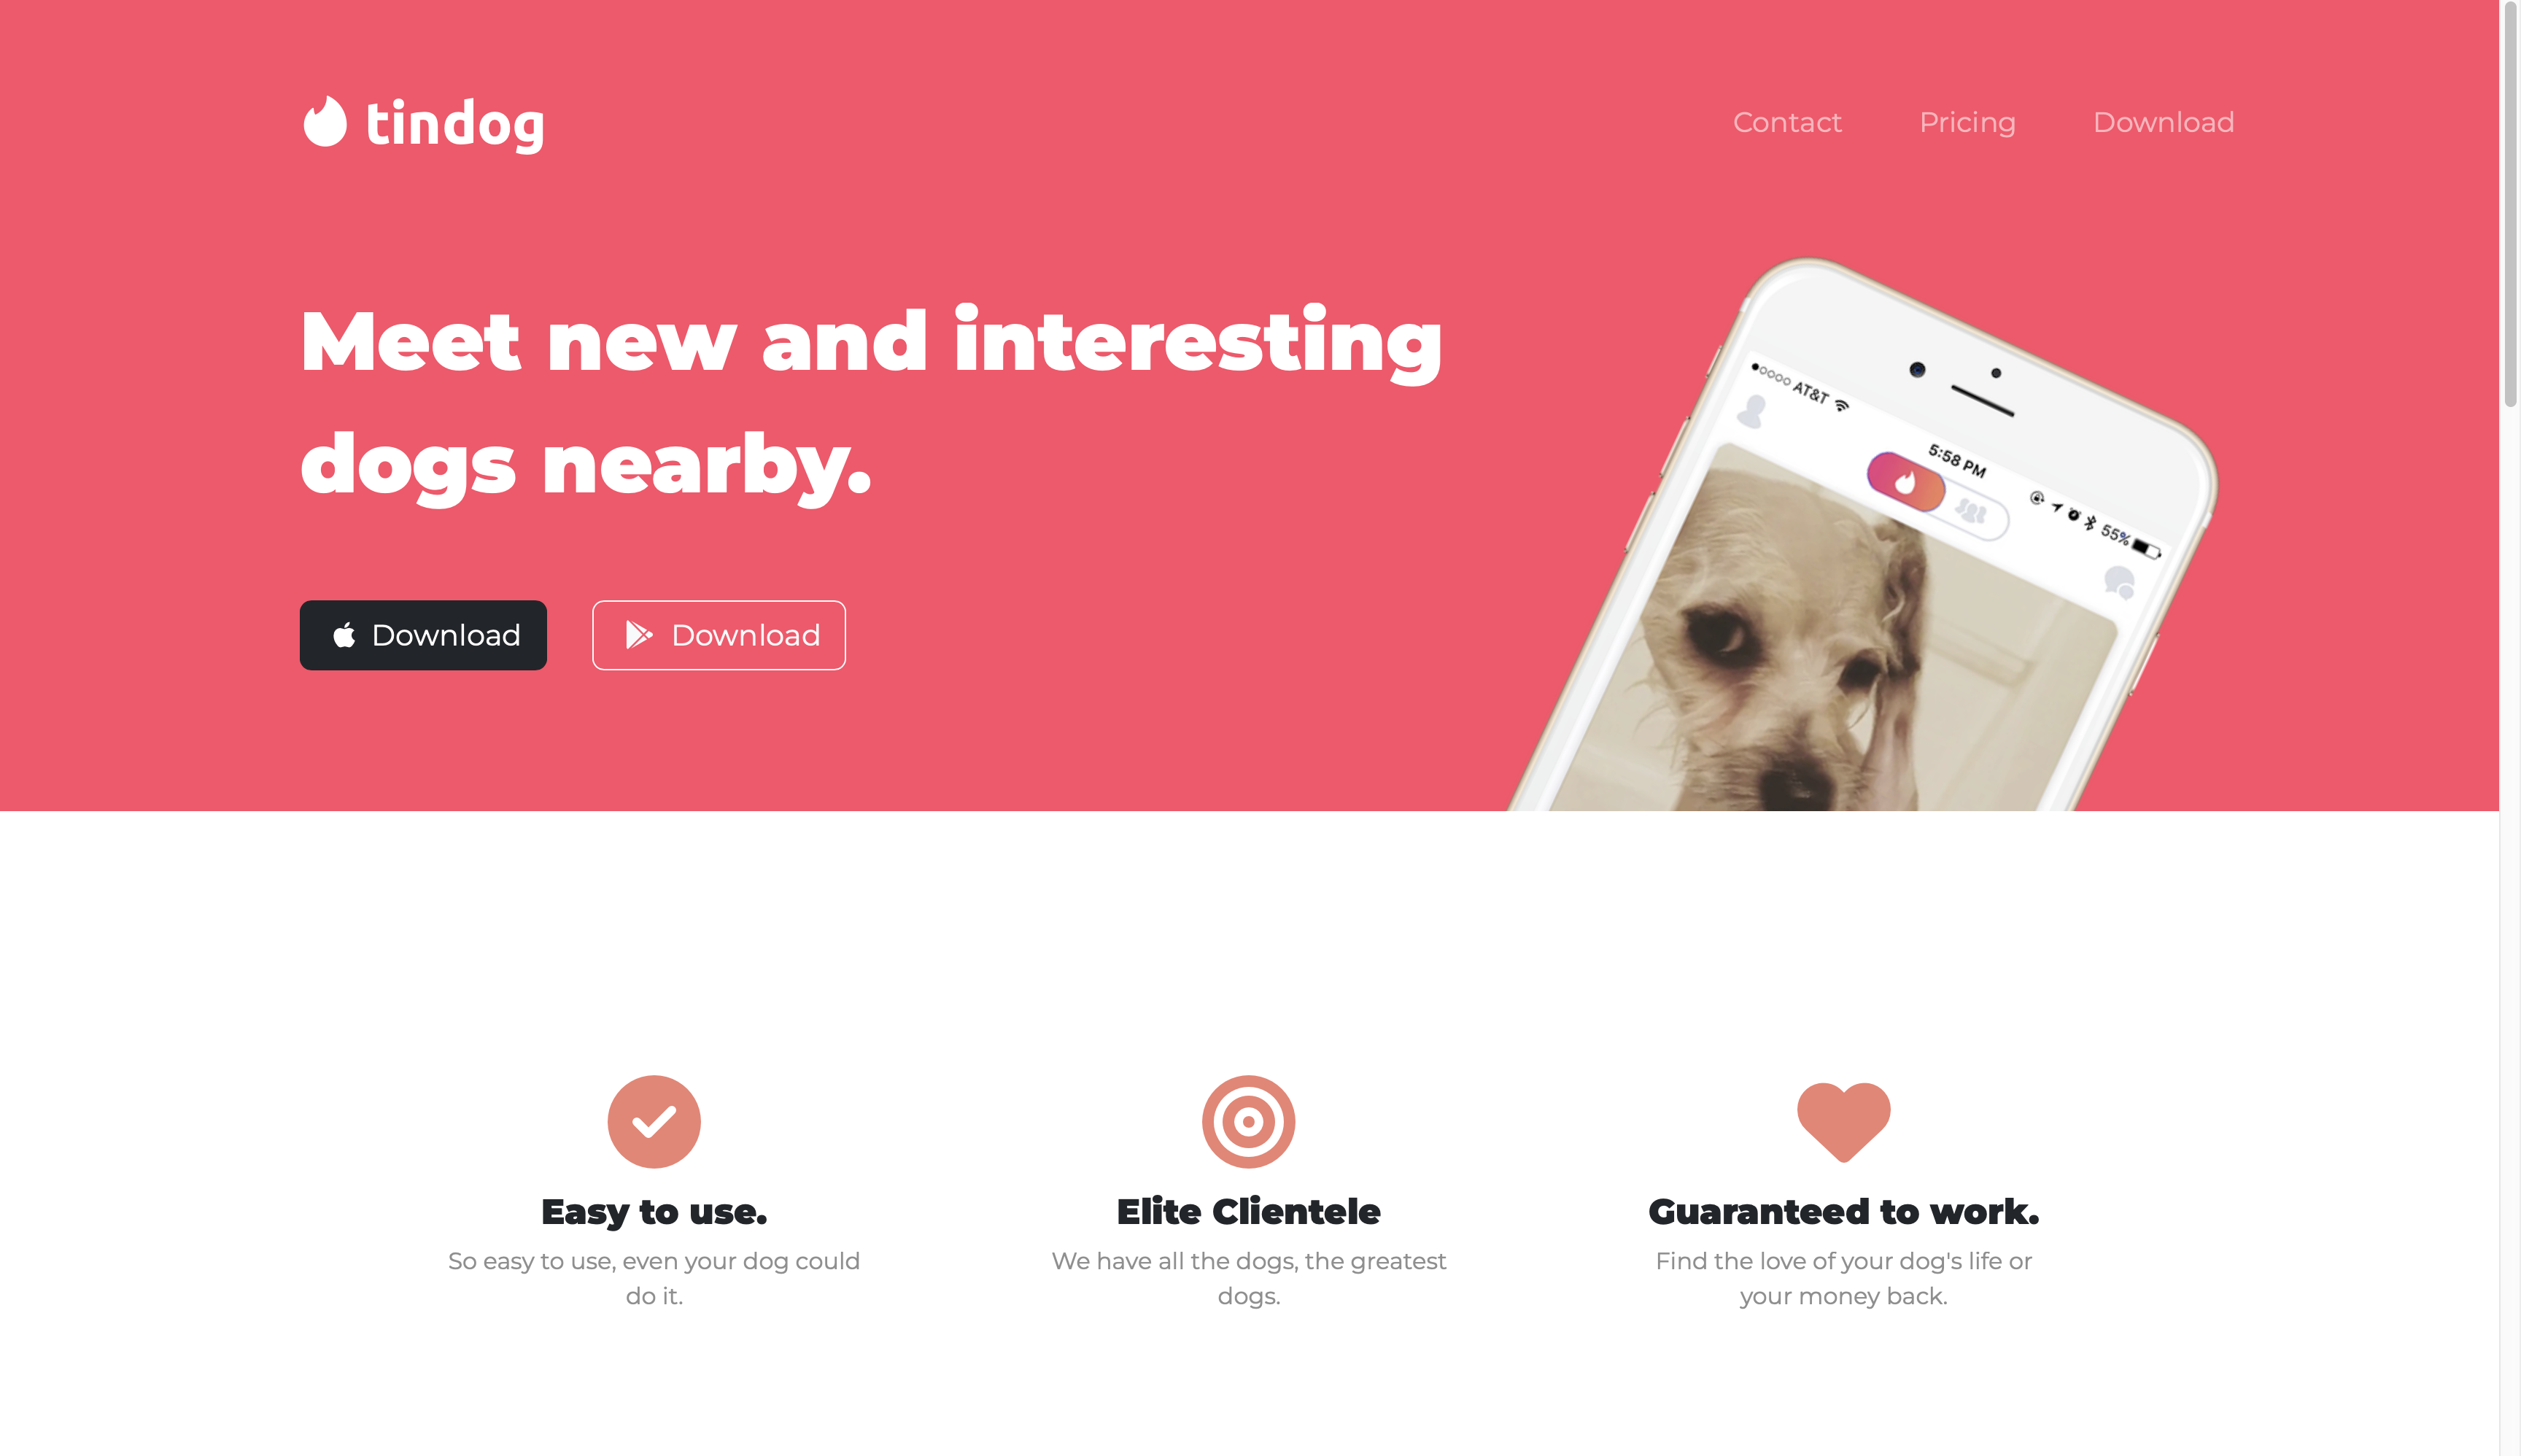 tindog
Contact
Pricing
Download
Meet new and interesting
dogs nearby.
Download
Download
AT&T
5:58 PM
55%
Easy to use.
So easy to use, even your dog could
do it.
Elite Clientele
We have all the dogs, the greatest
dogs.
Guaranteed to work.
Find the love of your dog's life or
your money back.